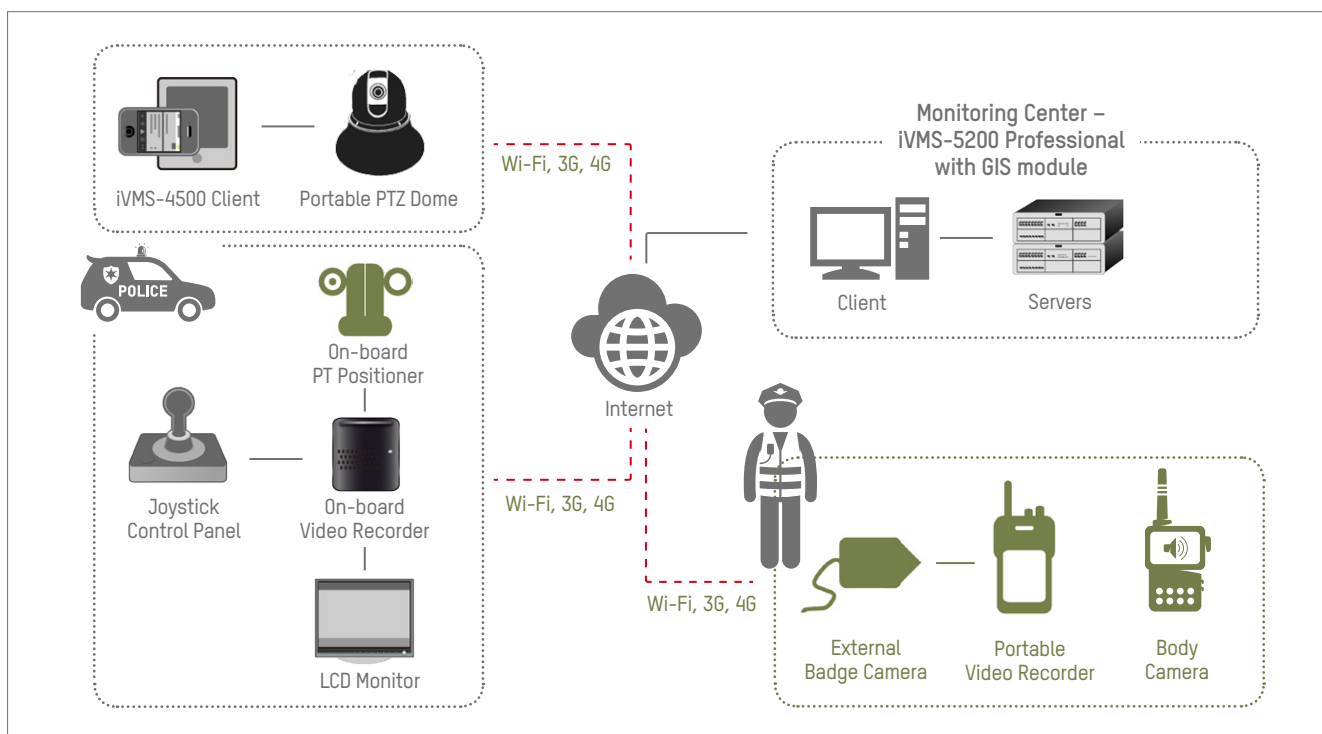 iVMS-4500 Client
Portable PTZ Dome
Wi-Fi, 3G, 4G
Monitoring Center –
iVMS-5200 Professional
with GIS module
Client
Servers
POLICE
On-board
PT Positioner
Internet
Joystick
Control Panel
On-board
Video Recorder
Wi-Fi, 3G, 4G
LCD Monitor
Wi-Fi, 3G, 4G
External
Badge Camera
Portable
Video Recorder
Body
Camera